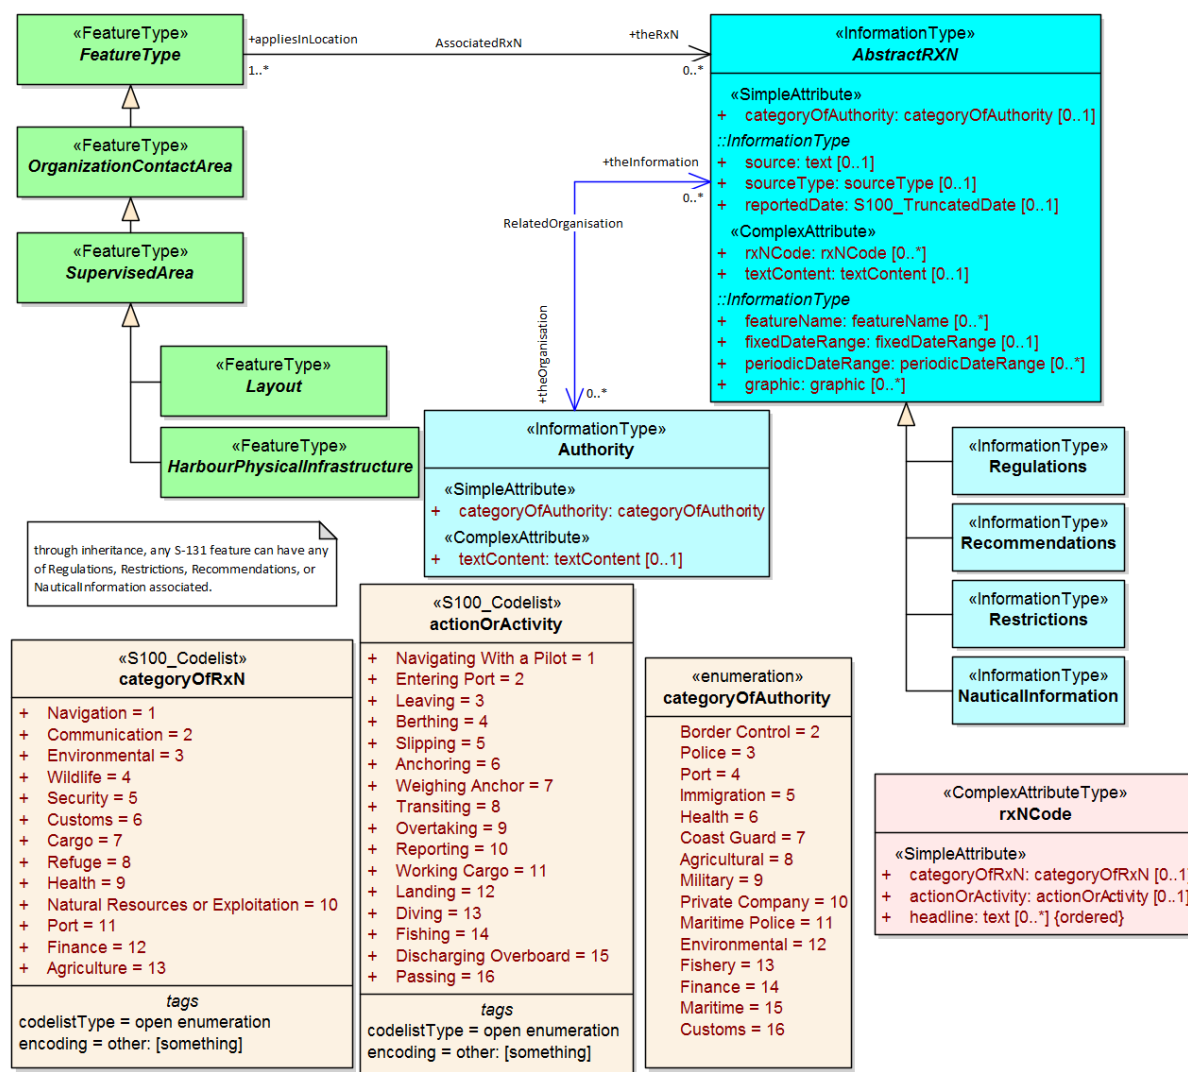 «FeatureType»
FeatureType
+appliesInLocation
1..*
AssociatedRxN
+theRxN
0..*
«InformationType»
AbstractRXN
«SimpleAttribute»
+ categoryOfAuthority: categoryOfAuthority [0..1]
::InformationType
+ source: text [0..1]
+ sourceType: sourceType [0..1]
+ reportedDate: S100_TruncatedDate [0..1]
«ComplexAttribute»
+ rxNCode: rxNCode [0..*]
+ textContent: textContent [0..1]
::InformationType
+ featureName: featureName [0..*]
+ fixedDateRange: fixedDateRange [0..1]
+ periodicDateRange: periodicDateRange [0..*]
+ graphic: graphic [0..*]
«FeatureType»
OrganizationContactArea
+theInformation
0..*
RelatedOrganisation
+theOrganisation
0..*
«FeatureType»
SupervisedArea
«FeatureType»
Layout
«FeatureType»
HarbourPhysicalInfrastructure
«InformationType»
Authority
«SimpleAttribute»
+ categoryOfAuthority: categoryOfAuthority
«ComplexAttribute»
+ textContent: textContent [0..1]
«InformationType»
Regulations
«InformationType»
Recommendations
«InformationType»
Restrictions
«InformationType»
NauticalInformation
through inheritance, any S-131 feature can have any
of Regulations, Restrictions, Recommendations, or
NauticalInformation associated.
«S100_Codelist»
categoryOfRxN
+ Navigation = 1
+ Communication = 2
+ Environmental = 3
+ Wildlife = 4
+ Security = 5
+ Customs = 6
+ Cargo = 7
+ Refuge = 8
+ Health = 9
+ Natural Resources or Exploitation = 10
+ Port = 11
+ Finance = 12
+ Agriculture = 13
tags
codelistType = open enumeration
encoding = other: [something]
«S100_Codelist»
actionOrActivity
+ Navigating With a Pilot = 1
+ Entering Port = 2
+ Leaving = 3
+ Berthing = 4
+ Slipping = 5
+ Anchoring = 6
+ Weighing Anchor = 7
+ Transiting = 8
+ Overtaking = 9
+ Reporting = 10
+ Working Cargo = 11
+ Landing = 12
+ Diving = 13
+ Fishing = 14
+ Discharging Overboard = 15
+ Passing = 16
tags
codelistType = open enumeration
encoding = other: [something]
«enumeration»
categoryOfAuthority
Border Control = 2
Police = 3
Port = 4
Immigration = 5
Health = 6
Coast Guard = 7
Agricultural = 8
Military = 9
Private Company = 10
Maritime Police = 11
Environmental = 12
Fishery = 13
Finance = 14
Maritime = 15
Customs = 16
«ComplexAttributeType»
rxNCode
«SimpleAttribute»
+ categoryOfRxN: categoryOfRxN [0..1]
+ actionOrActivity: actionOrActivity [0..1]
+ headline: text [0..*] {ordered}